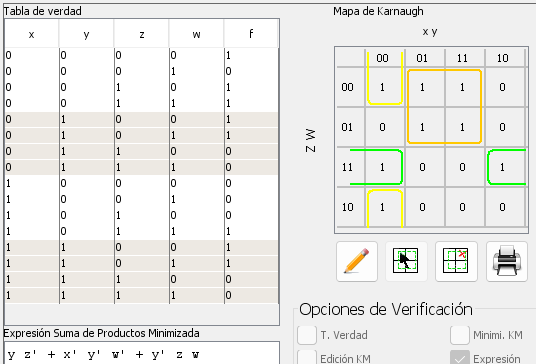 Tabla de verdad
x y z w f
0 0 0 0 1
0 0 0 1 0
0 0 1 0 1
0 0 1 1 1
0 1 0 0 1
0 1 0 1 1
0 1 1 0 0
0 1 1 1 0
1 0 0 0 0
1 0 0 1 0
1 0 1 0 0
1 0 1 1 1
1 1 0 0 1
1 1 0 1 1
1 1 1 0 0
1 1 1 1 0
Expresión Suma de Productos Minimizada
y z' + x' y' w' + y' z w
Mapa de Karnaugh
x y
00 01 11 10
00 1 1 1 0
01 0 1 1 0
11 1 0 0 1
10 1 0 0 0
Z W
Opciones de Verificación
T. Verdad
Minimi. KM
Edición KM
Expresión